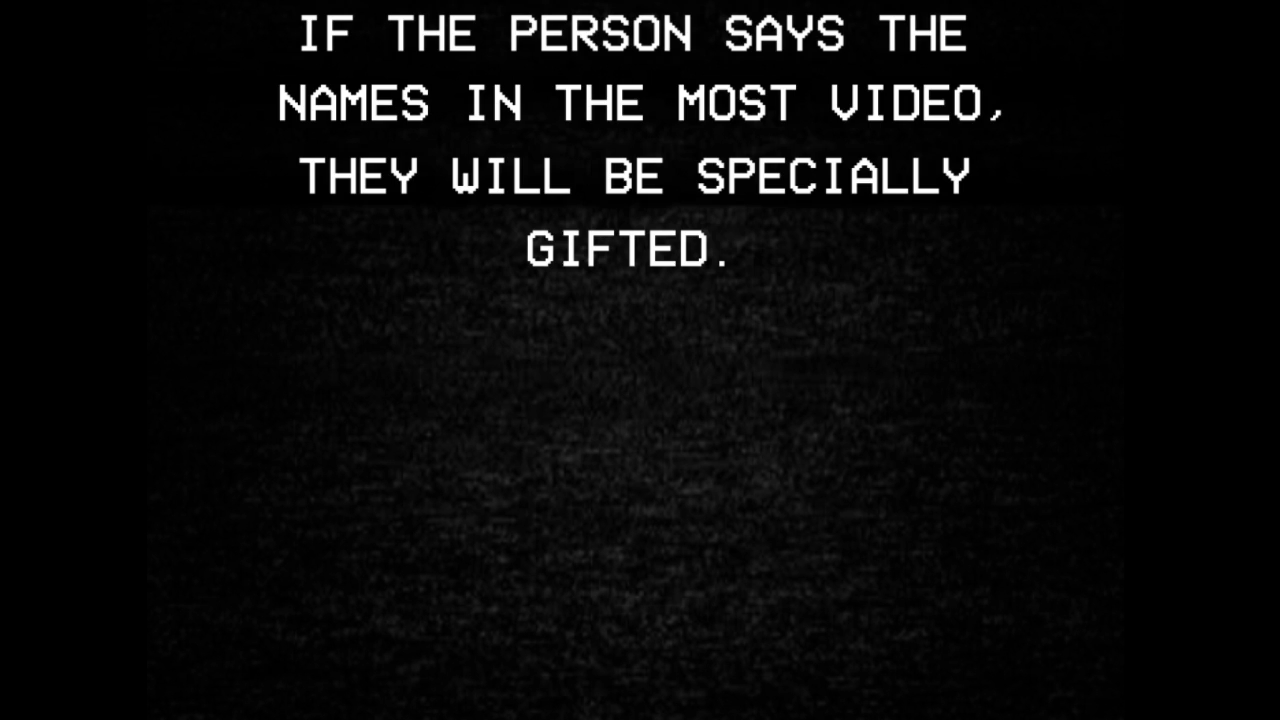 IF THE PERSON SAYS THE
NAMES IN THE MOST VIDEO,
THEY WILL BE SPECIALLY
GIFTED.